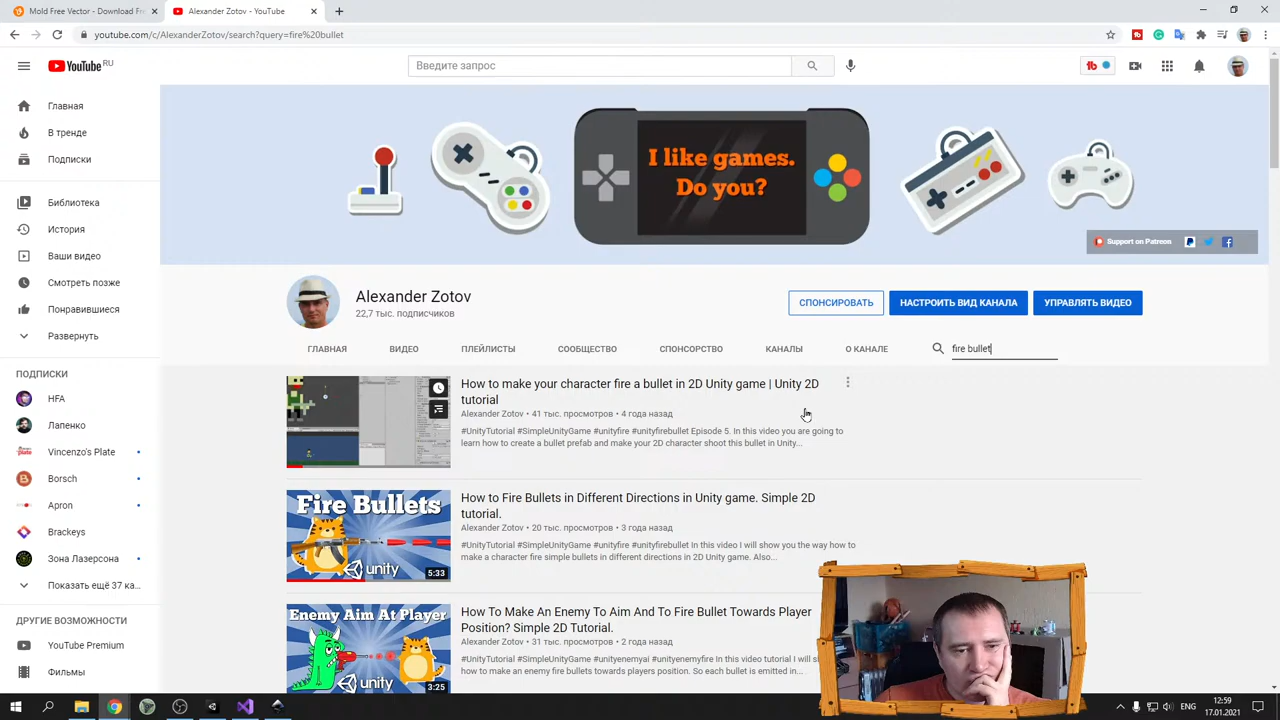 Mold Free Vector - Download Fre
Alexander Zotov - YouTube
youtube.com/c/AlexanderZotov/search?query=fire%20bullet
YouTube RU
Введите запрос
Главная
В тренде
Подписки
Библиотека
История
Ваши видео
Смотреть позже
Понравившиеся
Развернуть
ПОДПИСКИ
HFA
Лапенко
Vincenzo's Plate
Borsch
Apron
Brackeys
Зона Лазерсона
Показать ещё 37 ка...
ДРУГИЕ ВОЗМОЖНОСТИ
YouTube Premium
Фильмы
I like games.
Do you?
Support on Patreon
Alexander Zotov
22,7 тыс. подписчиков
СПОНСИРОВАТЬ
НАСТРОИТЬ ВИД КАНАЛА
УПРАВЛЯТЬ ВИДЕО
ГЛАВНАЯ
ВИДЕО
ПЛЕЙЛИСТЫ
СООБЩЕСТВО
СПОНСОРСТВО
КАНАЛЫ
О КАНАЛЕ
fire bullet
How to make your character fire a bullet in 2D Unity game | Unity 2D
tutorial
Alexander Zotov • 41 тыс. просмотров • 4 года назад
#UnityTutorial #SimpleUnityGame #unityfire #unityfirebullet Episode 5. In this video you are going to
learn how to create a bullet prefab and make your 2D character shoot this bullet in Unity...
Fire Bullets
unity
5:33
How to Fire Bullets in Different Directions in Unity game. Simple 2D
tutorial.
Alexander Zotov • 20 тыс. просмотров • 3 года назад
#UnityTutorial #SimpleUnityGame #unityfire #unityfirebullet In this video I will show you the way how to
make a character fire simple bullets in different directions in 2D Unity game. Also...
Enemy Aim At Player
unity
3:25
How To Make An Enemy To Aim And To Fire Bullet Towards Player
Position? Simple 2D Tutorial.
Alexander Zotov • 31 тыс. просмотров • 2 года назад
#UnityTutorial #SimpleUnityGame #unityenemyai #unityenemyfire In this video tutorial I will s
how to make an enemy fire bullets towards players position. So each bullet is emitted in...
ENG
12:59
17.01.2021